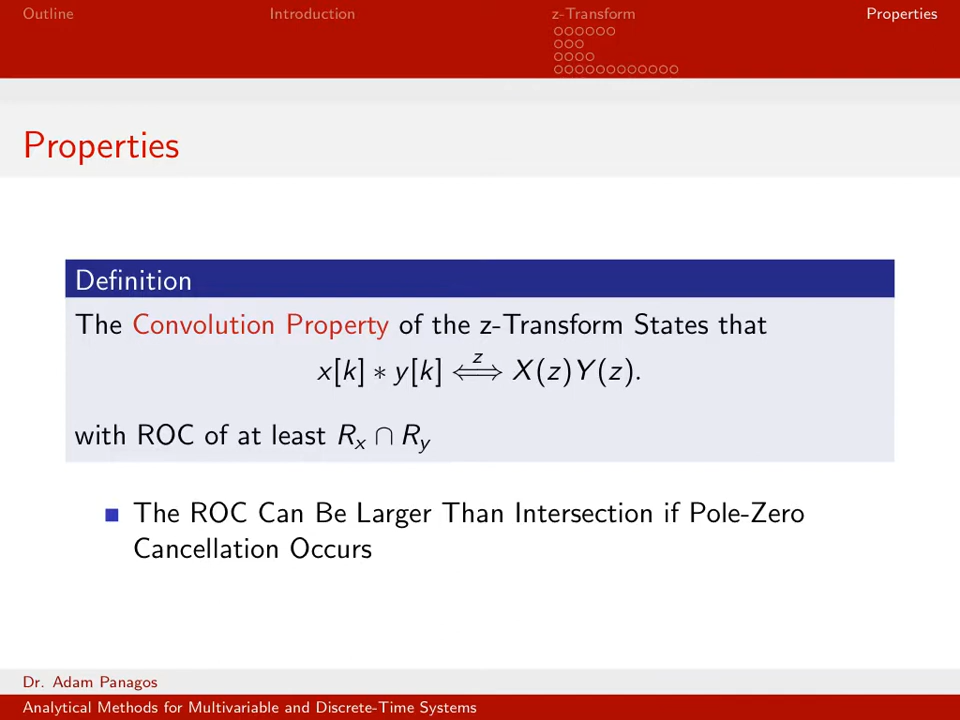 Outline Introduction z-Transform Properties
Properties
Definition
The Convolution Property of the z-Transform States that
x[k] ∗ y[k] ⟺ᶻ X(z)Y(z).
with ROC of at least Rₓ ∩ Rᵧ
The ROC Can Be Larger Than Intersection if Pole-Zero
Cancellation Occurs
Dr. Adam Panagos
Analytical Methods for Multivariable and Discrete-Time Systems